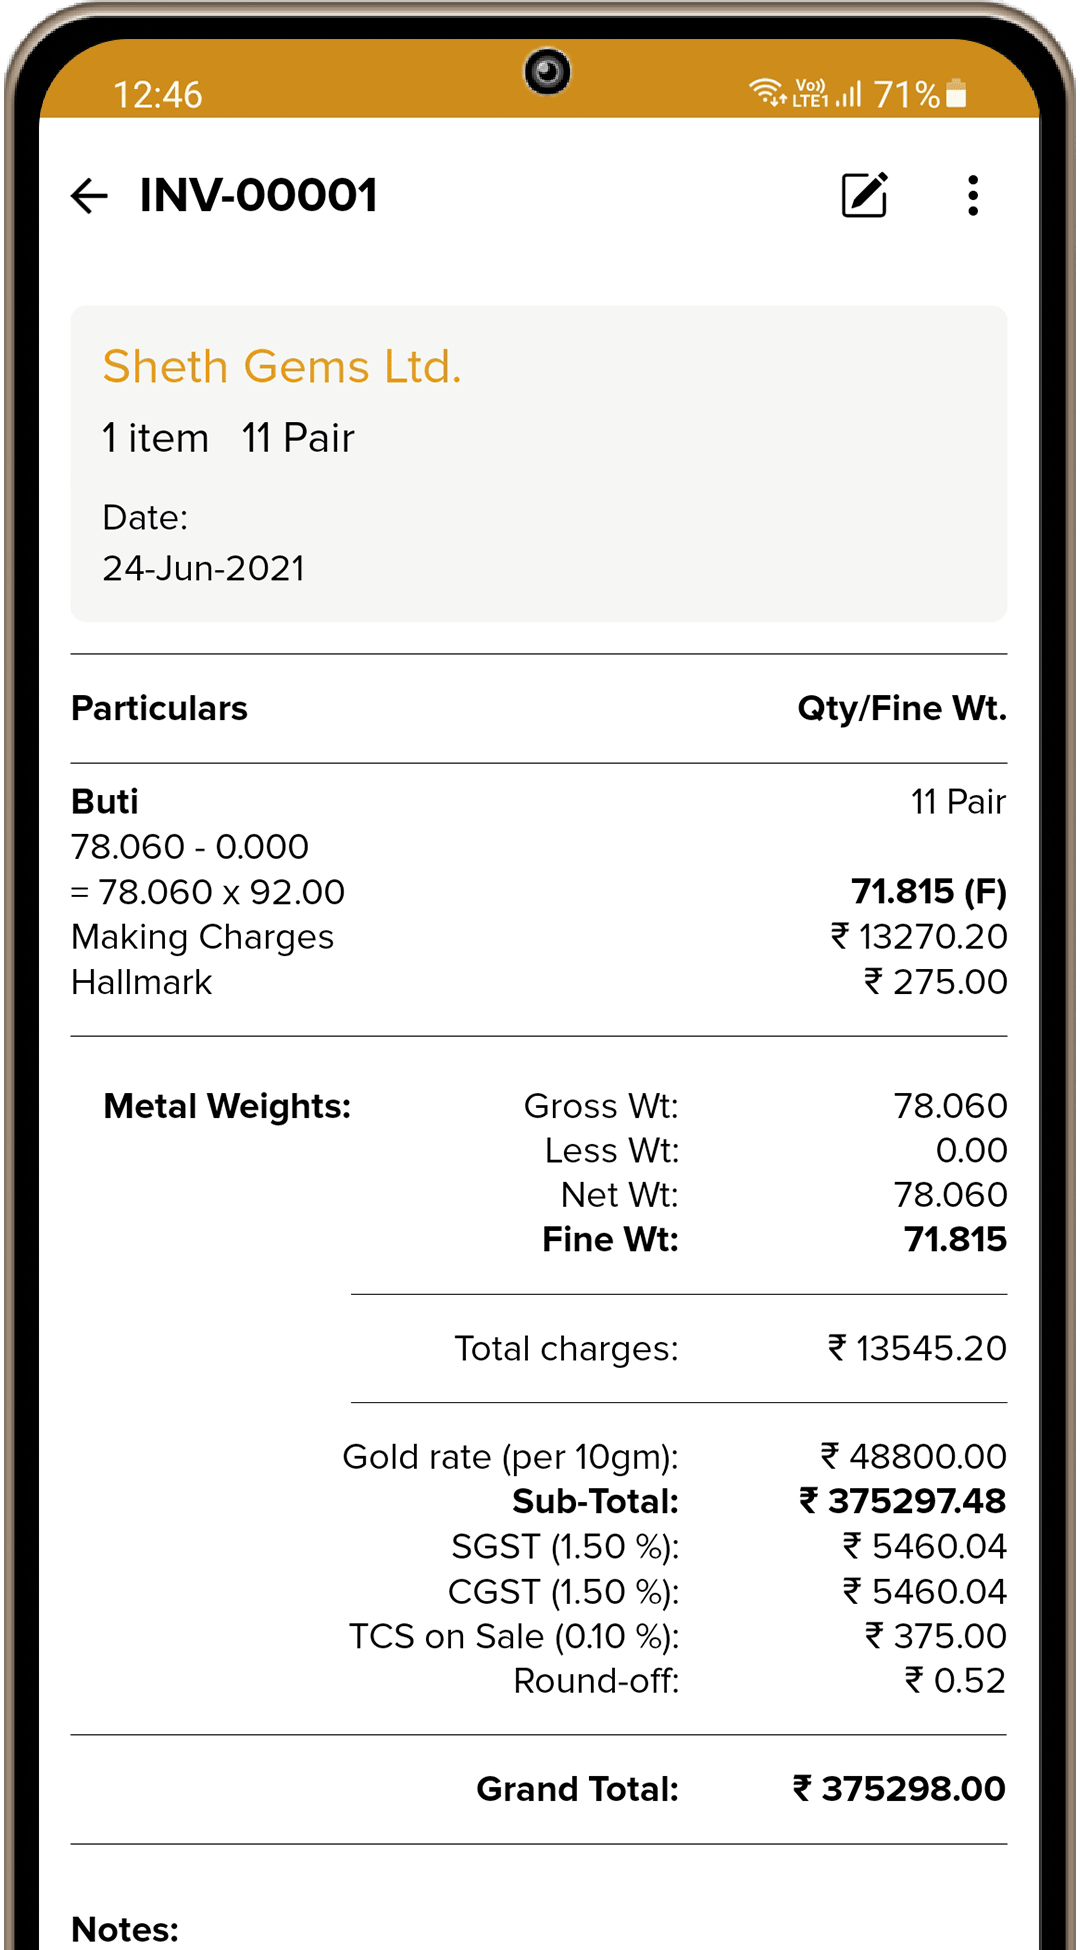 12:46 Vo)) LTE1 71%
INV-00001
Sheth Gems Ltd.
1 item 11 Pair
Date:
24-Jun-2021
Particulars Qty/Fine Wt.
Buti 11 Pair
78.060 - 0.000
= 78.060 x 92.00 71.815 (F)
Making Charges ₹ 13270.20
Hallmark ₹ 275.00
Metal Weights: Gross Wt: 78.060
Less Wt: 0.00
Net Wt: 78.060
Fine Wt: 71.815
Total charges: ₹ 13545.20
Gold rate (per 10gm): ₹ 48800.00
Sub-Total: ₹ 375297.48
SGST (1.50 %): ₹ 5460.04
CGST (1.50 %): ₹ 5460.04
TCS on Sale (0.10 %): ₹ 375.00
Round-off: ₹ 0.52
Grand Total: ₹ 375298.00
Notes: